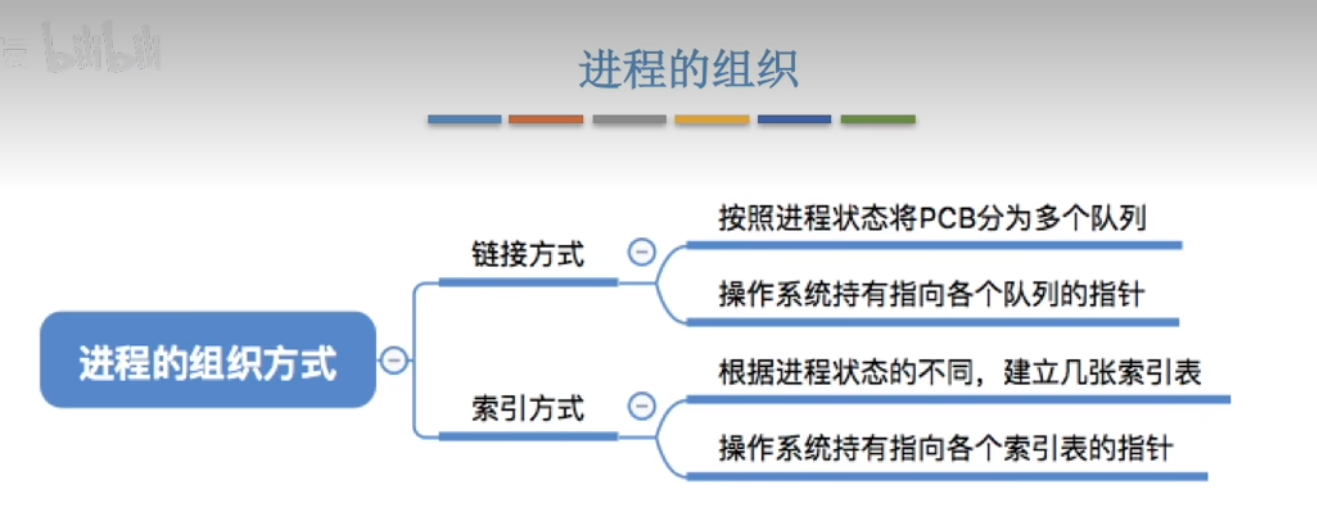 bilibili
进程的组织
按照进程状态将PCB分为多个队列
链接方式
操作系统持有指向各个队列的指针
进程的组织方式
根据进程状态的不同，建立几张索引表
索引方式
操作系统持有指向各个索引表的指针